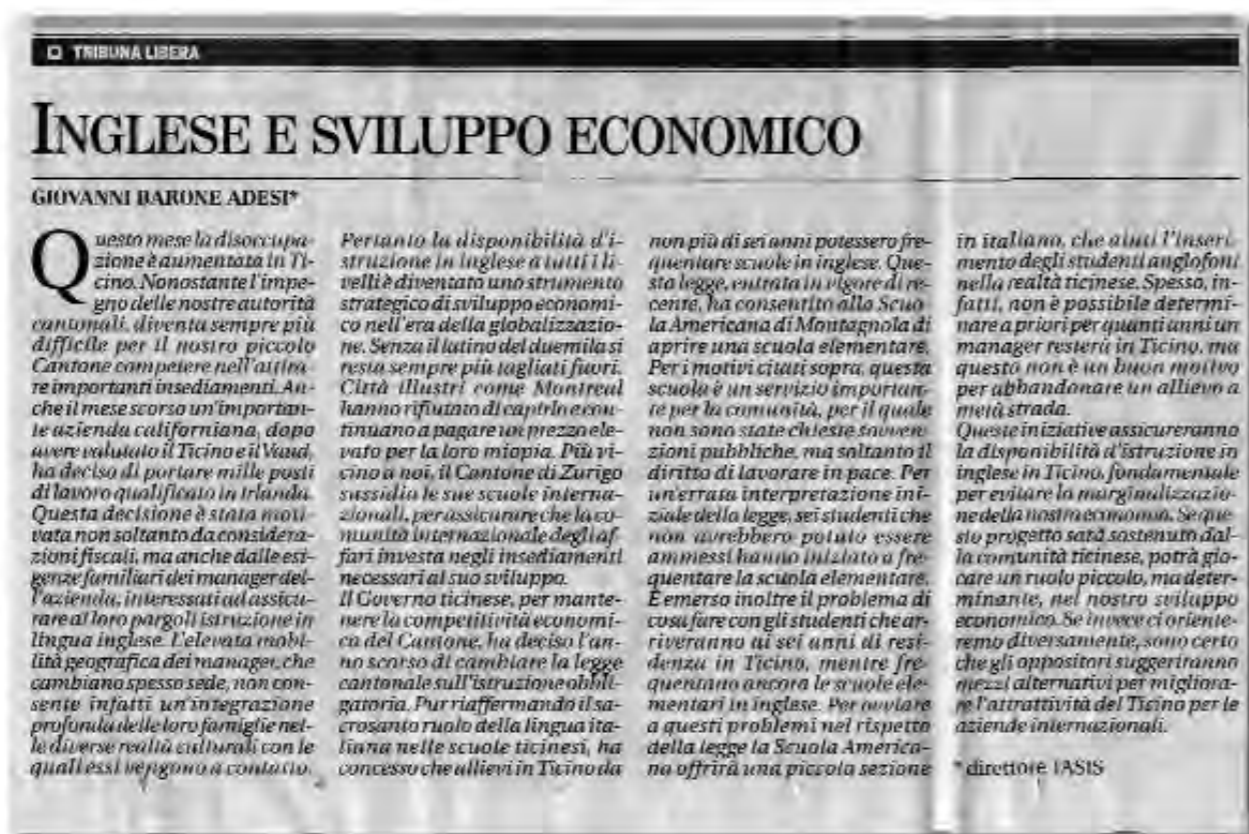 TRIBUNA LIBERA
INGLESE E SVILUPPO ECONOMICO
GIOVANNI BARONE ADESI*
Questo mese la disoccupa-
zione è aumentata in Ti-
cino. Nonostante l'impe-
gno delle nostre autorità
cantonali, diventa sempre più
difficile per il nostro piccolo
Cantone competere nell'attira-
re importanti insediamenti. An-
che il mese scorso un'importan-
te azienda californiana, dopo
avere valutato il Ticino e il Vaud,
ha deciso di portare mille posti
di lavoro qualificato in Irlanda.
Questa decisione è stata moti-
vata non soltanto da considera-
zioni fiscali, ma anche dalle esi-
genze familiari dei manager del-
l'azienda, interessati ad assicu-
rare ai loro pargoli istruzione in
lingua inglese. L'elevata mobi-
lità geografica dei manager, che
cambiano spesso sede, non con-
sente infatti un'integrazione
profonda delle loro famiglie nel-
le diverse realtà culturali con le
quali essi vengono a contatto.
Pertanto la disponibilità d'i-
struzione in inglese a tutti i li-
velli è diventato uno strumento
strategico di sviluppo economi-
co nell'era della globalizzazio-
ne. Senza il latino del duemila si
resta sempre più tagliati fuori.
Città illustri come Montreal
hanno rifiutato di capirlo e con-
tinuano a pagare un prezzo ele-
vato per la loro miopia. Più vi-
cino a noi, il Cantone di Zurigo
sussidia le sue scuole interna-
zionali, per assicurare che la co-
munità internazionale degli af-
fari investa negli insediamenti
necessari al suo sviluppo.
Il Governo ticinese, per mante-
nere la competitività economi-
ca del Cantone, ha deciso l'an-
no scorso di cambiare la legge
cantonale sull'istruzione obbli-
gatoria. Pur riaffermando il sa-
crosanto ruolo della lingua ita-
liana nelle scuole ticinesi, ha
concesso che allievi in Ticino da
non più di sei anni potessero fre-
quentare scuole in inglese. Que-
sta legge, entrata in vigore di re-
cente, ha consentito alla Scuo-
la Americana di Montagnola di
aprire una scuola elementare.
Per i motivi citati sopra, questa
scuola è un servizio importan-
te per la comunità, per il quale
non sono state chieste sovven-
zioni pubbliche, ma soltanto il
diritto di lavorare in pace. Per
un'errata interpretazione ini-
ziale della legge, sei studenti che
non avrebbero potuto essere
ammessi hanno iniziato a fre-
quentare la scuola elementare.
È emerso inoltre il problema di
cosa fare con gli studenti che ar-
riveranno ai sei anni di resi-
denza in Ticino, mentre fre-
quentano ancora le scuole ele-
mentari in inglese. Per ovviare
a questi problemi nel rispetto
della legge la Scuola America-
na offrirà una piccola sezione
in italiano, che aiuti l'inseri-
mento degli studenti anglofoni
nella realtà ticinese. Spesso, in-
fatti, non è possibile determi-
nare a priori per quanti anni un
manager resterà in Ticino, ma
questo non è un buon motivo
per abbandonare un allievo a
metà strada.
Queste iniziative assicureranno
la disponibilità d'istruzione in
inglese in Ticino, fondamentale
per evitare la marginalizzazio-
ne della nostra economia. Se que-
sto progetto sarà sostenuto dal-
la comunità ticinese, potrà gio-
care un ruolo piccolo, ma deter-
minante, nel nostro sviluppo
economico. Se invece ci oriente-
remo diversamente, sono certo
che gli oppositori suggeriranno
mezzi alternativi per migliora-
re l'attrattività del Ticino per le
aziende internazionali.
* direttore TASIS